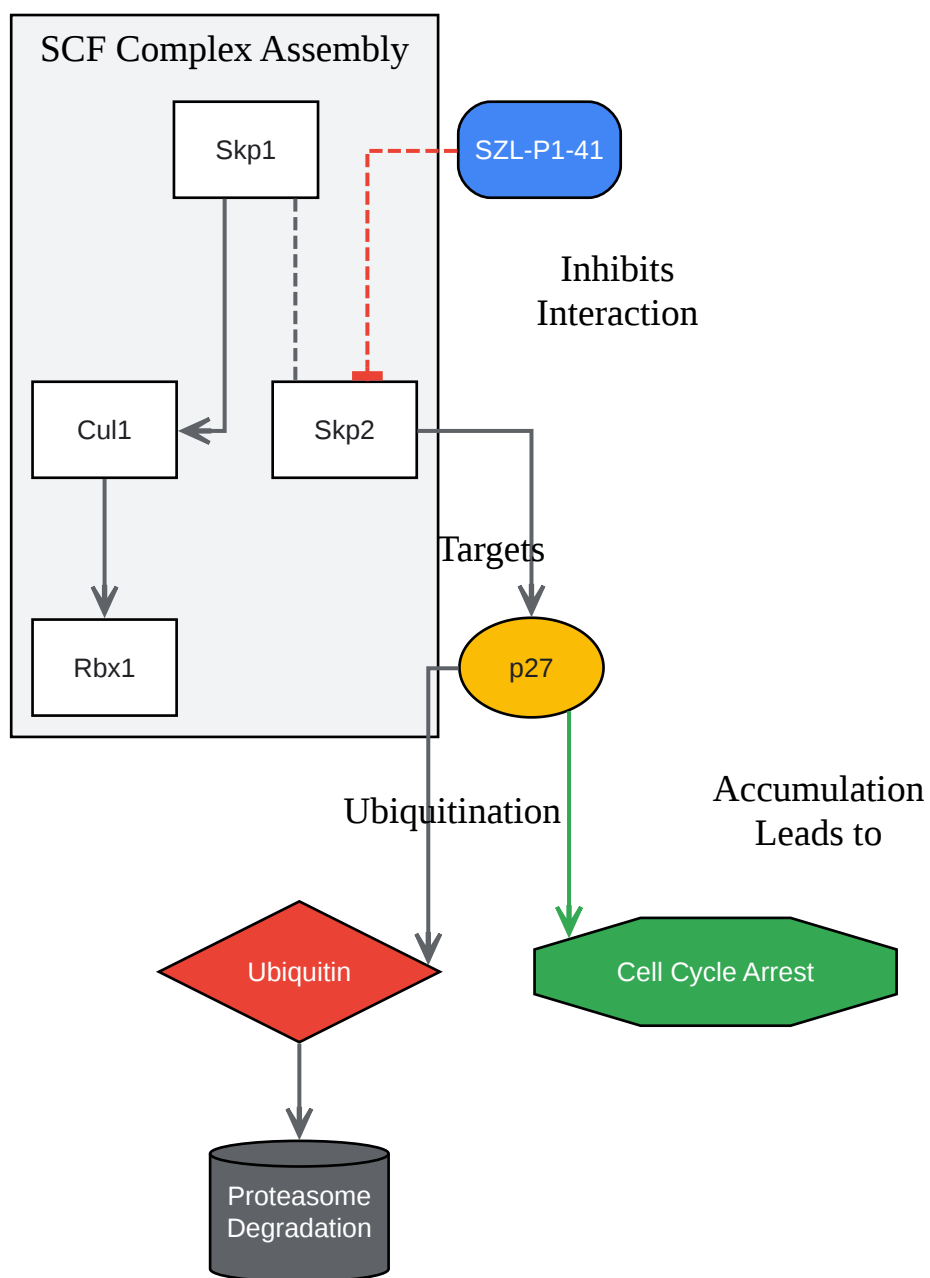 SCF Complex Assembly
Skp1
SZL-P1-41
Inhibits
Interaction
Cul1
Skp2
Targets
Rbx1
p27
Ubiquitination
Accumulation
Leads to
Ubiquitin
Cell Cycle Arrest
Proteasome
Degradation